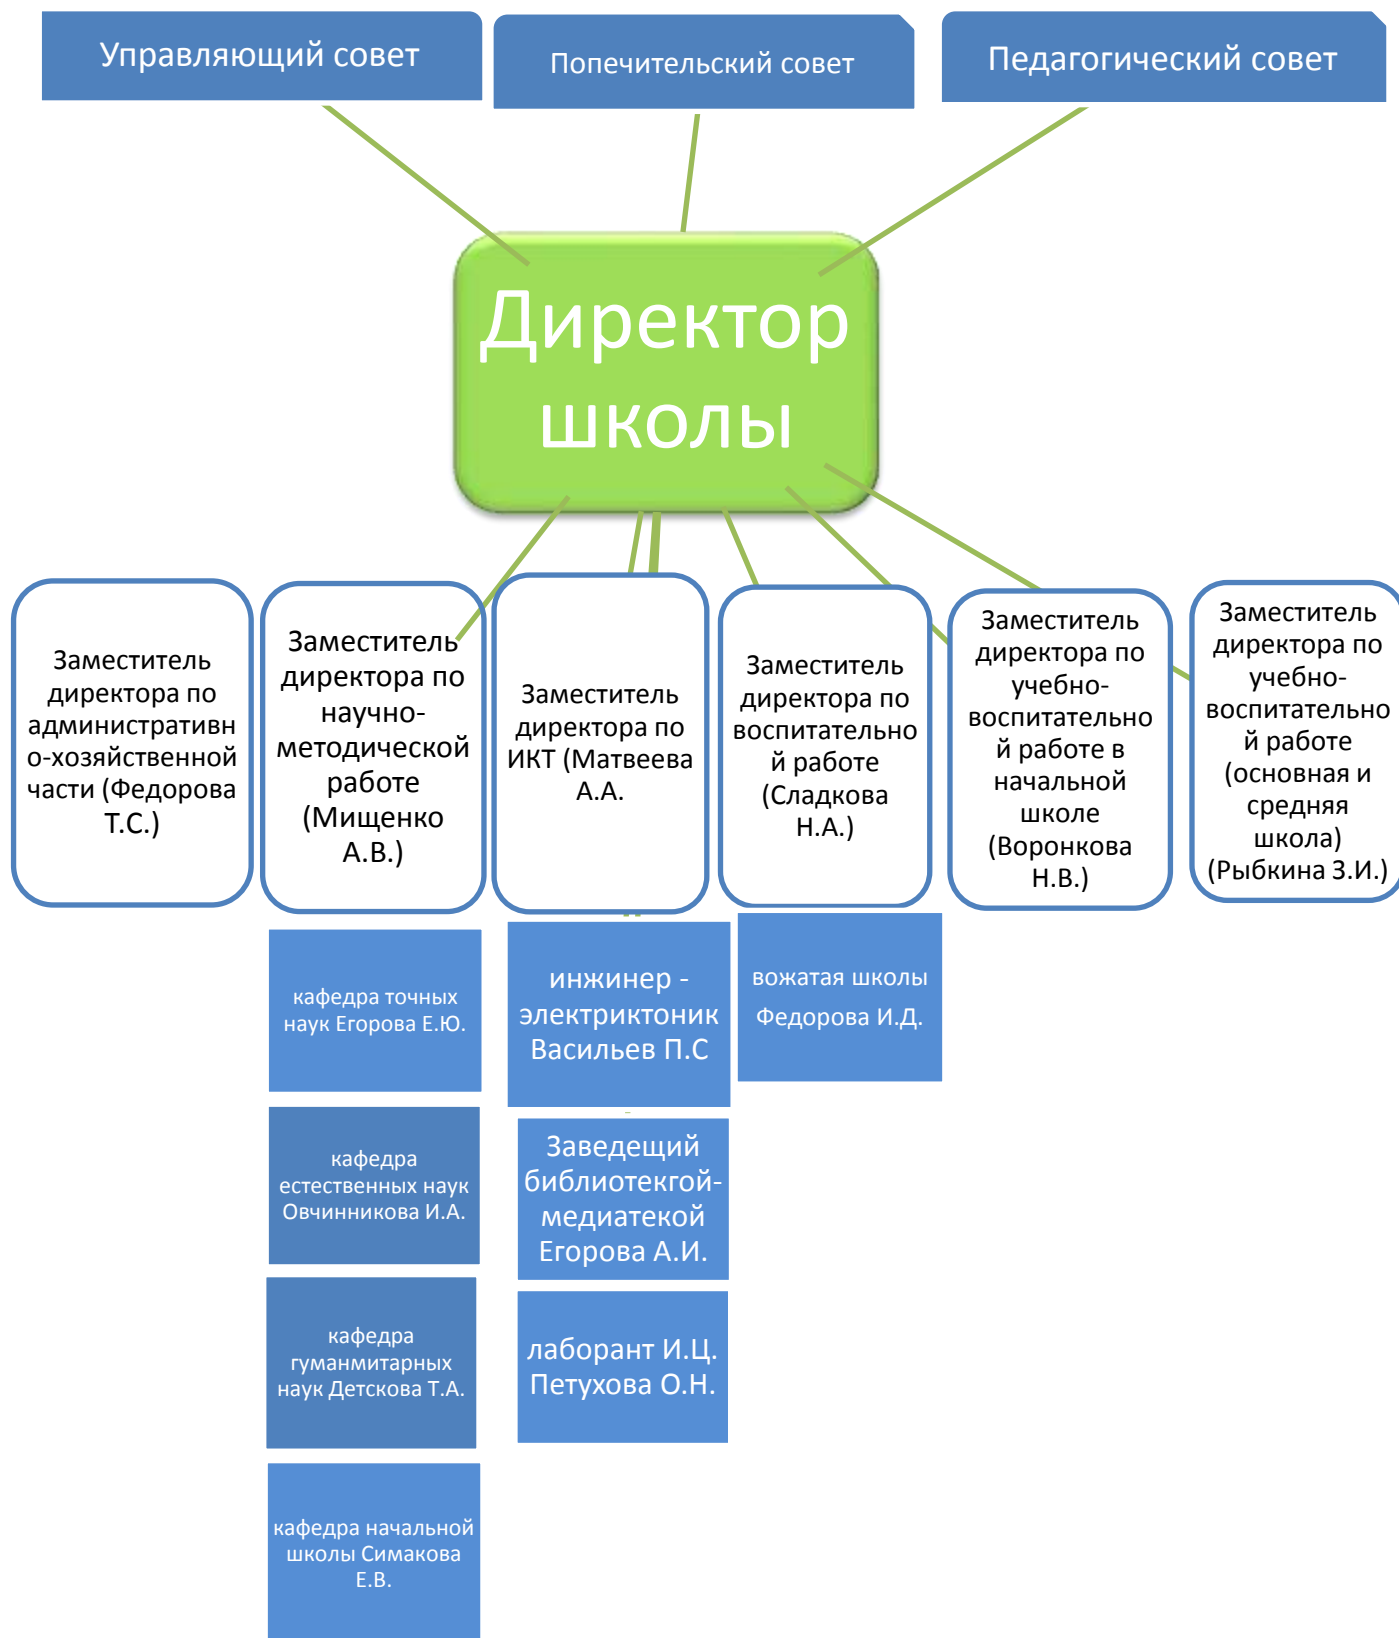 Управляющий совет
Попечительский совет
Педагогический совет
Директор
школы
Заместитель
директора по
административн
о-хозяйственной
части (Федорова
Т.С.)
Заместитель
директора по
научно-
методической
работе
(Мищенко
А.В.)
Заместитель
директора по
ИКТ (Матвеева
А.А.
Заместитель
директора по
воспитательно
й работе
(Сладкова
Н.А.)
Заместитель
директора по
учебно-
воспитательно
й работе в
начальной
школе
(Воронкова
Н.В.)
Заместитель
директора по
учебно-
воспитательно
й работе
(основная и
средняя
школа)
(Рыбкина З.И.)
кафедра точных
наук Егорова Е.Ю.
кафедра
естественных наук
Овчинникова И.А.
кафедра
гуманмитарных
наук Детскова Т.А.
кафедра начальной
школы Симакова
Е.В.
инжинер -
электриктоник
Васильев П.С
Заведещий
библиотекгой-
медиатекой
Егорова А.И.
лаборант И.Ц.
Петухова О.Н.
вожатая школы
Федорова И.Д.